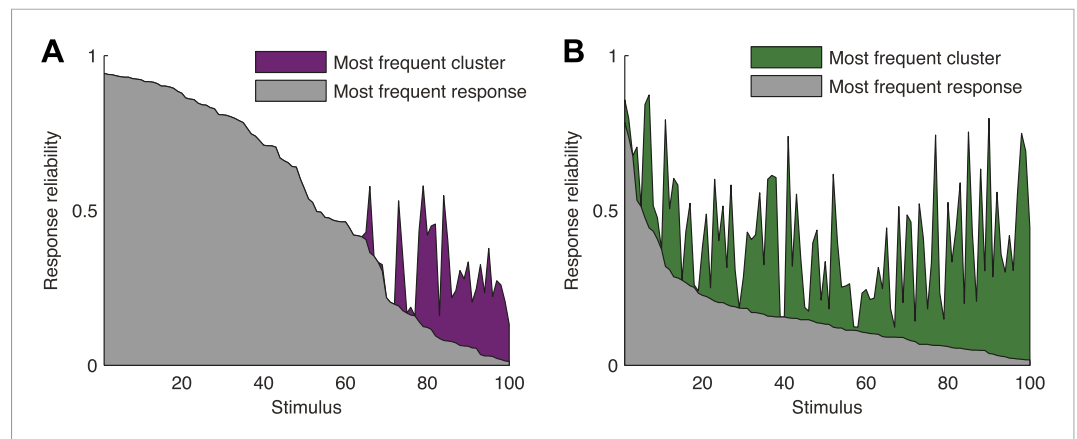 A
1
Most frequent cluster
Most frequent response
Response reliability
0.5
0
20
40
60
80
100
Stimulus
B
1
Most frequent cluster
Most frequent response
Response reliability
0.5
0
20
40
60
80
100
Stimulus